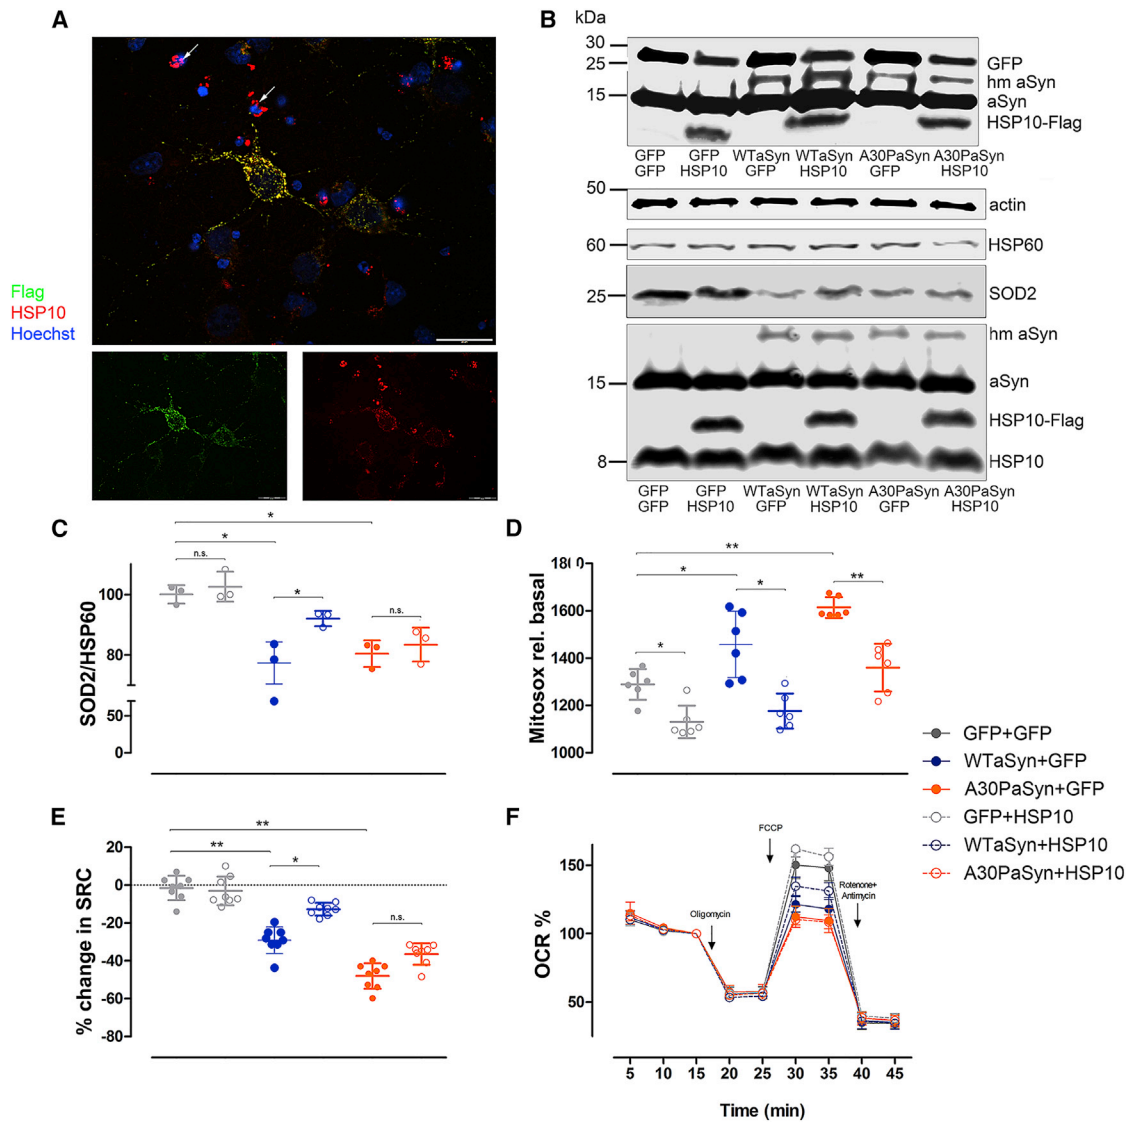 A
Flag
HSP10
Hoechst
B
kDa
30
25
15
GFP
hm aSyn
aSyn
HSP10-Flag
GFP GFP WTaSyn WTaSyn A30PaSyn A30PaSyn
GFP HSP10 GFP HSP10 GFP HSP10
50
actin
60
HSP60
25
SOD2
hm aSyn
15
aSyn
HSP10-Flag
8
HSP10
GFP GFP WTaSyn WTaSyn A30PaSyn A30PaSyn
GFP HSP10 GFP HSP10 GFP HSP10
C
SOD2/HSP60
100
80
50
0
*
*
n.s.
*
n.s.
D
Mitosox rel. basal
1800
1600
1400
1200
1000
**
*
*
**
*
GFP+GFP
WTaSyn+GFP
A30PaSyn+GFP
GFP+HSP10
WTaSyn+HSP10
A30PaSyn+HSP10
E
% change in SRC
20
0
-20
-40
-60
-80
**
**
*
n.s.
F
OCR %
150
100
50
Oligomycin
FCCP
Rotenone+
Antimycin
5 10 15 20 25 30 35 40 45
Time (min)